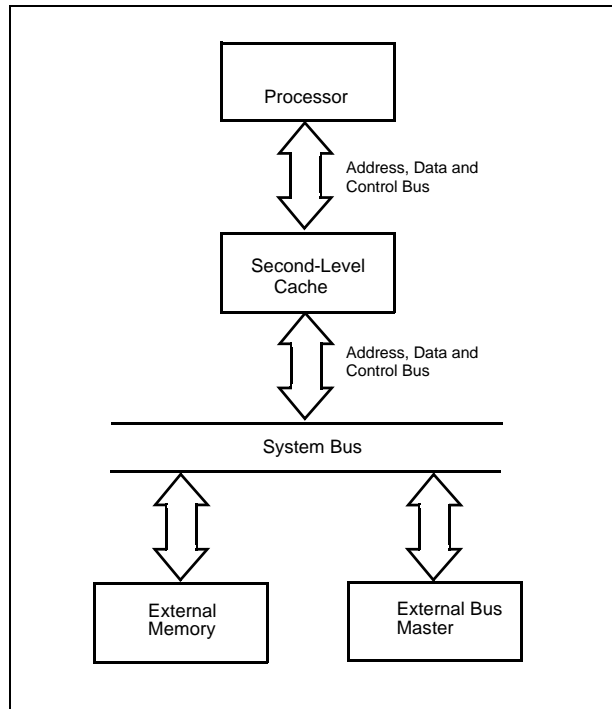 Processor
Address, Data and
Control Bus
Second-Level
Cache
Address, Data and
Control Bus
System Bus
External
Memory
External Bus
Master